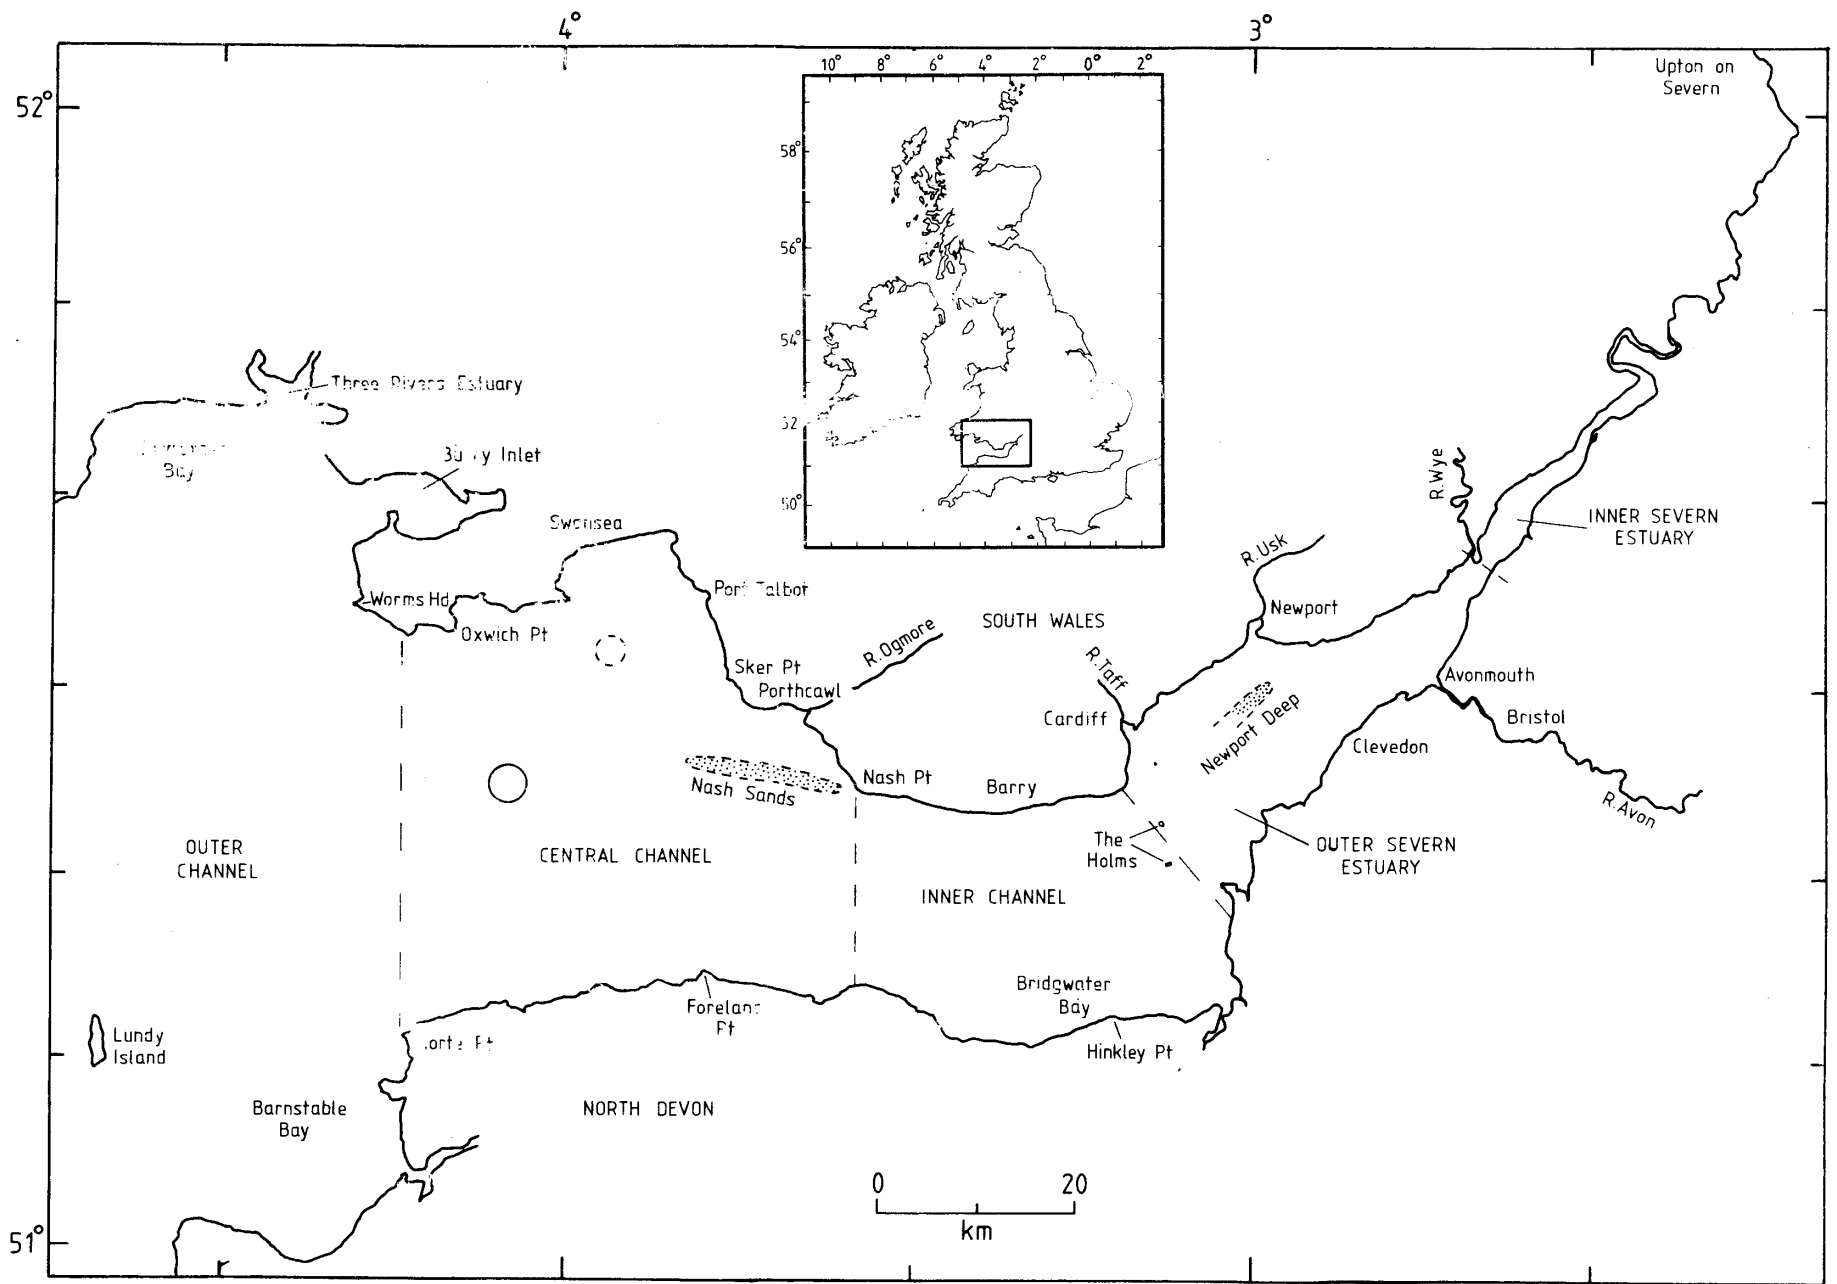 4°
3°
52°
51°
10°
8°
6°
4°
2°
0°
2°
58°
56°
54°
52
50°
Upton on
Severn
Three Rivers Estuary
Bay
Inlet
Swansea
R. Wye
INNER SEVERN
ESTUARY
R. Usk
Worms Hd
Port Talbot
Newport
Oxwich Pt
SOUTH WALES
R. Ogmore
R. Taff
Sker Pt
Porthcawl
Avonmouth
Cardiff
Bristol
Newport Deep
Clevedon
Nash Pt
Barry
Nash Sands
R. Avon
The
Holms
OUTER
CHANNEL
CENTRAL CHANNEL
OUTER SEVERN
ESTUARY
INNER CHANNEL
Bridgwater
Bay
Forelan
Pt
Lundy
Island
Hinkley Pt
Barnstable
Bay
NORTH DEVON
0
20
km